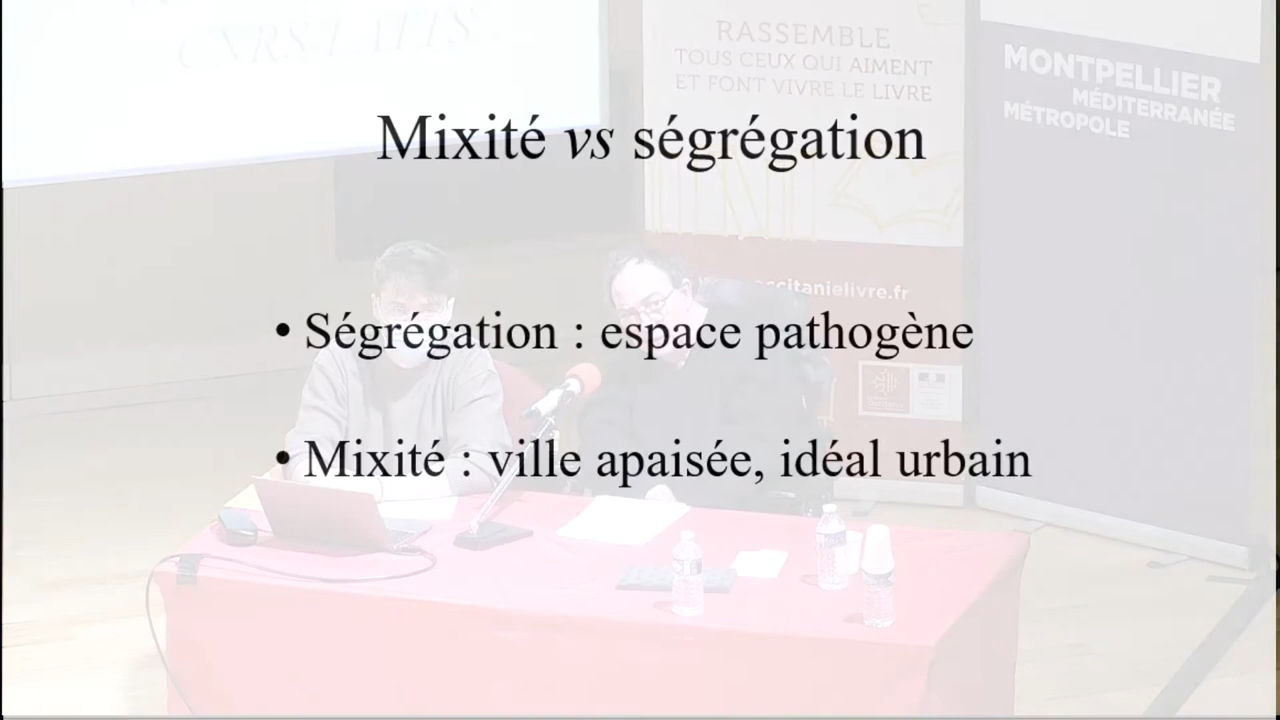 RASSEMBLE
TOUS CEUX QUI AIMENT
ET FONT VIVRE LE LIVRE
MONTPELLIER
MÉDITERRANÉE
MÉTROPOLE
Mixité vs ségrégation
• Ségrégation : espace pathogène
• Mixité : ville apaisée, idéal urbain